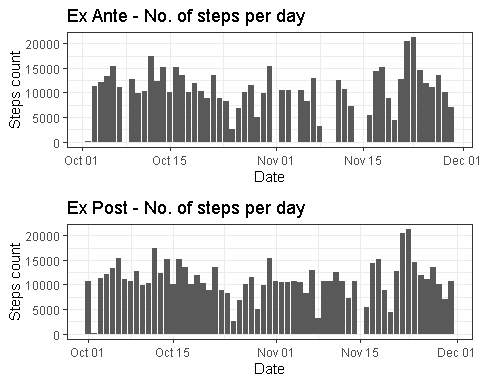 Ex Ante - No. of steps per day
20000
15000
10000
5000
0
Steps count
Oct 01 Oct 15 Nov 01 Nov 15 Dec 01
Date
Ex Post - No. of steps per day
20000
15000
10000
5000
0
Steps count
Oct 01 Oct 15 Nov 01 Nov 15 Dec 01
Date